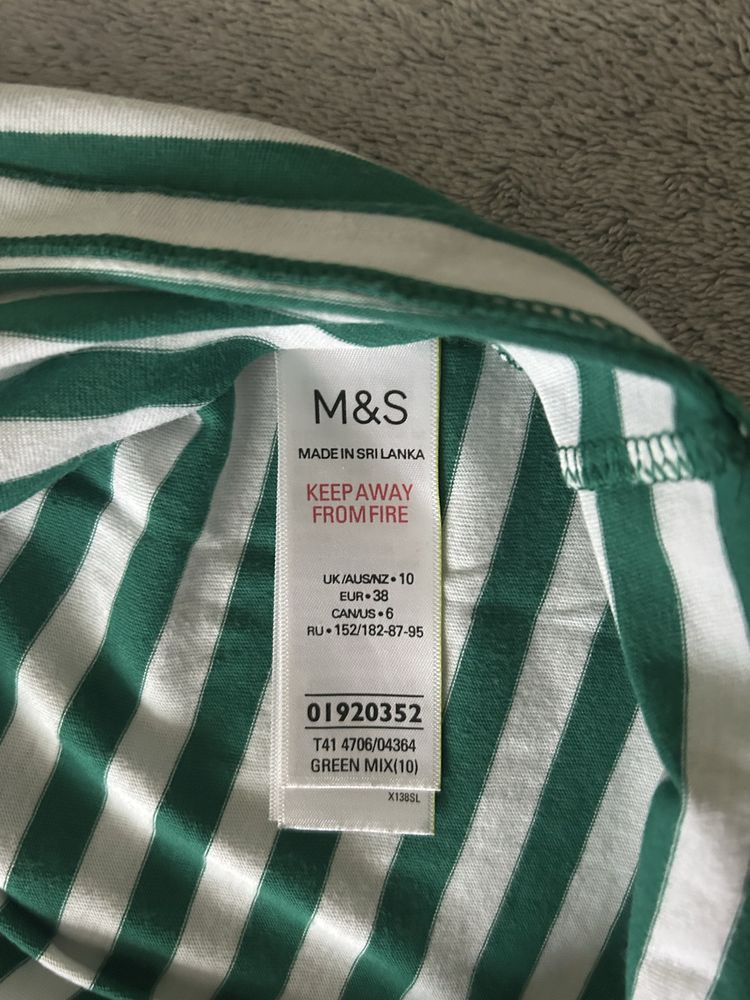 M&S
MADE IN SRI LANKA
KEEP AWAY
FROM FIRE
UK/AUS/NZ • 10
EUR • 38
CAN/US • 6
RU • 152/182-87-95
01920352
T41 4706/04364
GREEN MIX(10)
X138SL